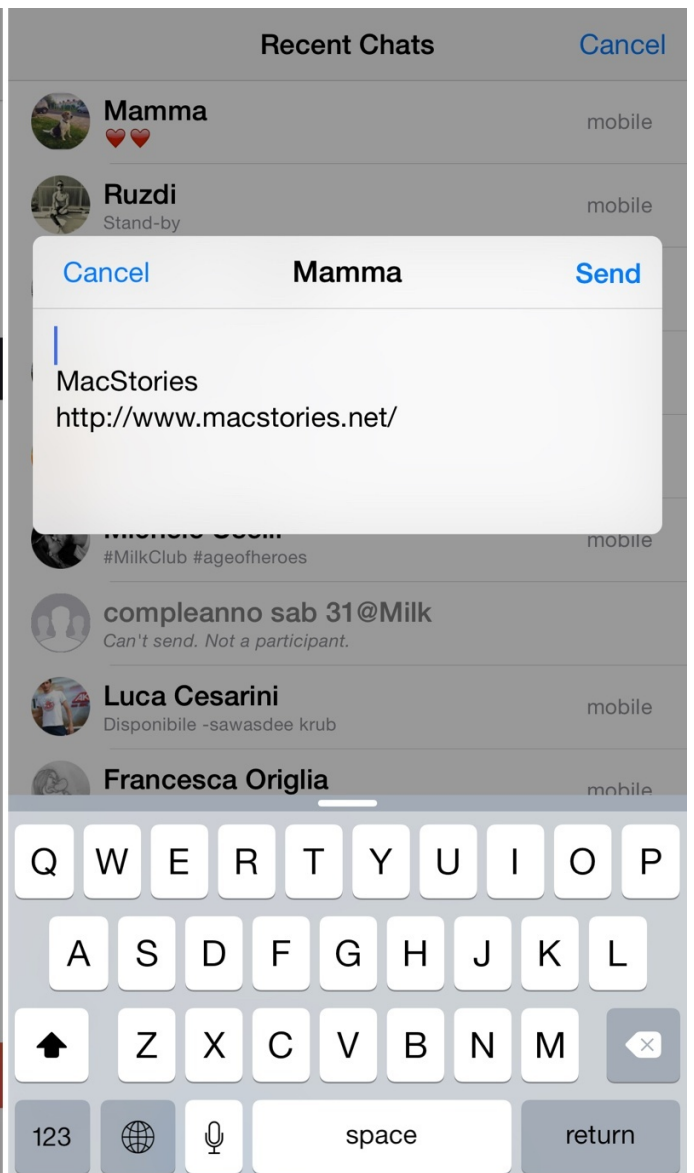 Recent Chats Cancel
Mamma mobile
❤️❤️
Ruzdi mobile
Stand-by
Cancel Mamma Send
MacStories
http://www.macstories.net/
mobile
#MilkClub #ageofheroes
compleanno sab 31@Milk
Can't send. Not a participant.
Luca Cesarini mobile
Disponibile -sawasdee krub
Francesca Origlia mobile
Q W E R T Y U I O P
A S D F G H J K L
Z X C V B N M
123 space return